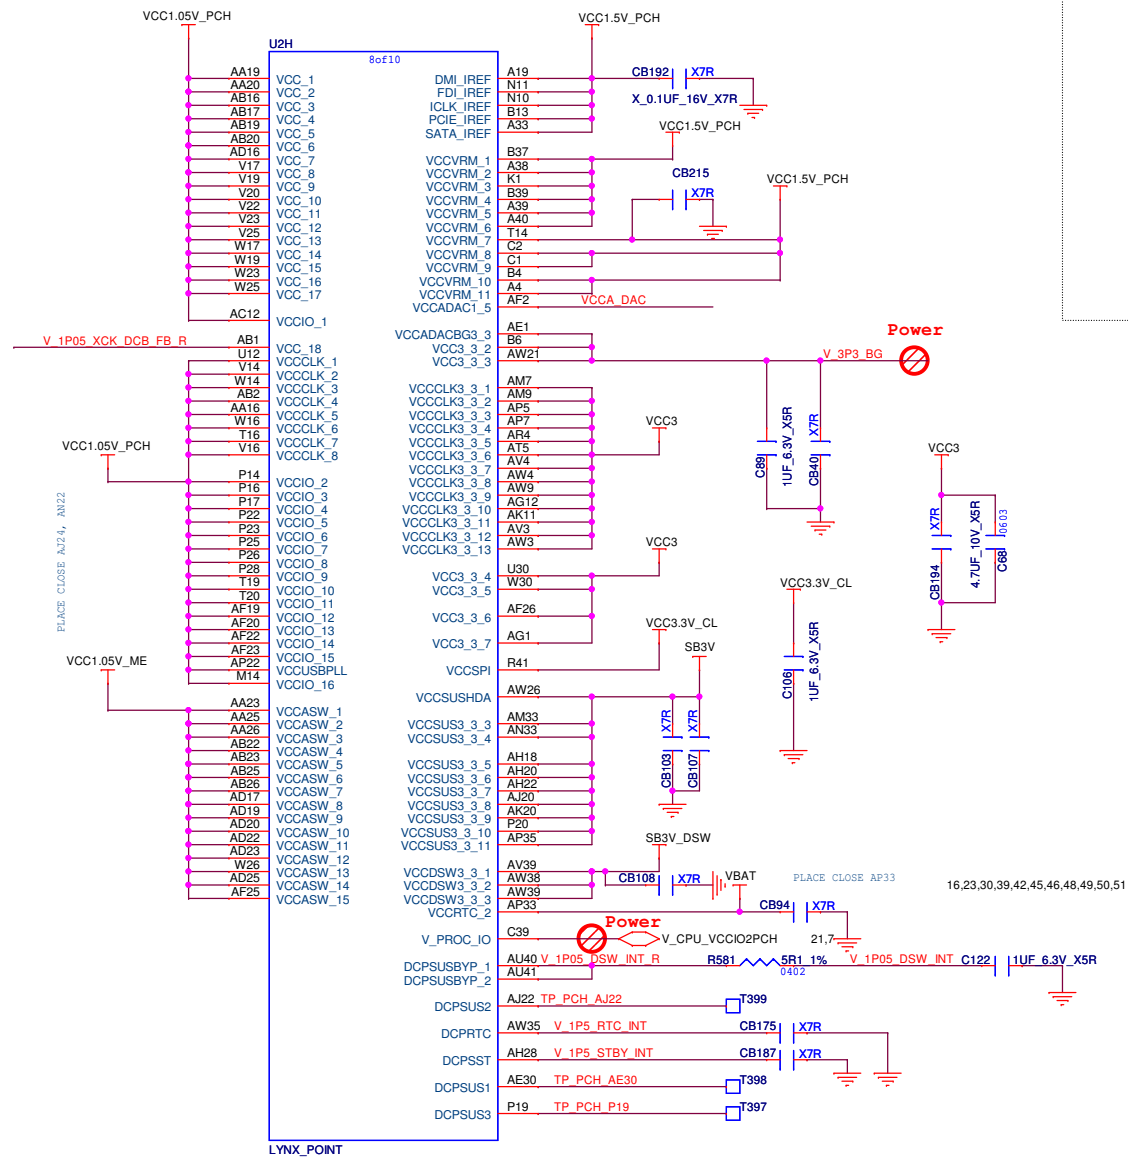 VCC1.05V_PCH
VCC1.5V_PCH
U2H
8of10
AA19 VCC_1
AA20 VCC_2
AB16 VCC_3
AB17 VCC_4
AB19 VCC_5
AB20 VCC_6
AD16 VCC_7
V17 VCC_8
V19 VCC_9
V20 VCC_10
V22 VCC_11
V23 VCC_12
V25 VCC_13
W17 VCC_14
W19 VCC_15
W23 VCC_16
W25 VCC_17
AC12 VCCIO_1
V_1P05_XCK_DCB_FB_R AB1 VCC_18
U12 VCCCLK_1
V14 VCCCLK_2
W14 VCCCLK_3
AB2 VCCCLK_4
AA16 VCCCLK_5
W16 VCCCLK_6
T16 VCCCLK_7
V16 VCCCLK_8
VCC1.05V_PCH
P14 VCCIO_2
P16 VCCIO_3
P17 VCCIO_4
P22 VCCIO_5
P23 VCCIO_6
P25 VCCIO_7
P26 VCCIO_8
P28 VCCIO_9
T19 VCCIO_10
T20 VCCIO_11
AF19 VCCIO_12
AF20 VCCIO_13
AF22 VCCIO_14
AF23 VCCIO_15
AP22 VCCUSBPLL
M14 VCCIO_16
PLACE CLOSE AJ24, AN22
VCC1.05V_ME
AA23 VCCASW_1
AA25 VCCASW_2
AA26 VCCASW_3
AB22 VCCASW_4
AB23 VCCASW_5
AB25 VCCASW_6
AB26 VCCASW_7
AD17 VCCASW_8
AD19 VCCASW_9
AD20 VCCASW_10
AD22 VCCASW_11
AD23 VCCASW_12
W26 VCCASW_13
AD25 VCCASW_14
AF25 VCCASW_15
LYNX_POINT
DMI_IREF A19
FDI_IREF N11
ICLK_IREF N10
PCIE_IREF B13
SATA_IREF A33
CB192 X7R
X_0.1UF_16V_X7R
VCC1.5V_PCH
VCCVRM_1 B37
VCCVRM_2 A38
VCCVRM_3 K1
VCCVRM_4 B39
VCCVRM_5 A39
VCCVRM_6 A40
VCCVRM_7 T14
VCCVRM_8 C2
VCCVRM_9 C1
VCCVRM_10 B4
VCCVRM_11 A4
CB215
X7R
VCC1.5V_PCH
VCCADAC1_5 AF2 VCCA_DAC
VCCADACBG3_3 AE1
VCC3_3_2 B6
VCC3_3_3 AW21
V_3P3_BG
Power
C89
1UF_6.3V_X5R
CB40
X7R
VCCCLK3_3_1 AM7
VCCCLK3_3_2 AM9
VCCCLK3_3_3 AP5
VCCCLK3_3_4 AP7
VCCCLK3_3_5 AR4
VCCCLK3_3_6 AT5
VCCCLK3_3_7 AV4
VCCCLK3_3_8 AW4
VCCCLK3_3_9 AW9
VCCCLK3_3_10 AG12
VCCCLK3_3_11 AK11
VCCCLK3_3_12 AV3
VCCCLK3_3_13 AW3
VCC3
VCC3
CB194
X7R
4.7UF_10V_X5R
C68
0603
VCC3
VCC3_3_4 U30
VCC3_3_5 W30
VCC3_3_6 AF26
VCC3_3_7 AG1
VCC3.3V_CL
C106
1UF_6.3V_X5R
VCC3.3V_CL
VCCSPI R41
SB3V
VCCSUSHDA AW26
VCCSUS3_3_3 AM33
VCCSUS3_3_4 AN33
VCCSUS3_3_5 AH18
VCCSUS3_3_6 AH20
VCCSUS3_3_7 AH22
VCCSUS3_3_8 AJ20
VCCSUS3_3_9 AK20
VCCSUS3_3_10 P20
VCCSUS3_3_11 AP35
CB103
X7R
CB107
X7R
SB3V_DSW
VCCDSW3_3_1 AV39
VCCDSW3_3_2 AW38
VCCDSW3_3_3 AW39
CB108 X7R
VBAT
PLACE CLOSE AP33
16,23,30,39,42,45,46,48,49,50,51
VCCRTC_2 AP33
CB94 X7R
Power
V_PROC_IO C39
V_CPU_VCCIO2PCH
21,7
DCPSUSBYP_1 AU40 V_1P05_DSW_INT_R R581 5R1_1% V_1P05_DSW_INT C122 1UF_6.3V_X5R
0402
DCPSUSBYP_2 AU41
DCPSUS2 AJ22 TP_PCH_AJ22 T399
DCPRTC AW35 V_1P5_RTC_INT CB175 X7R
DCPSST AH28 V_1P5_STBY_INT CB187 X7R
DCPSUS1 AE30 TP_PCH_AE30 T398
DCPSUS3 P19 TP_PCH_P19 T397